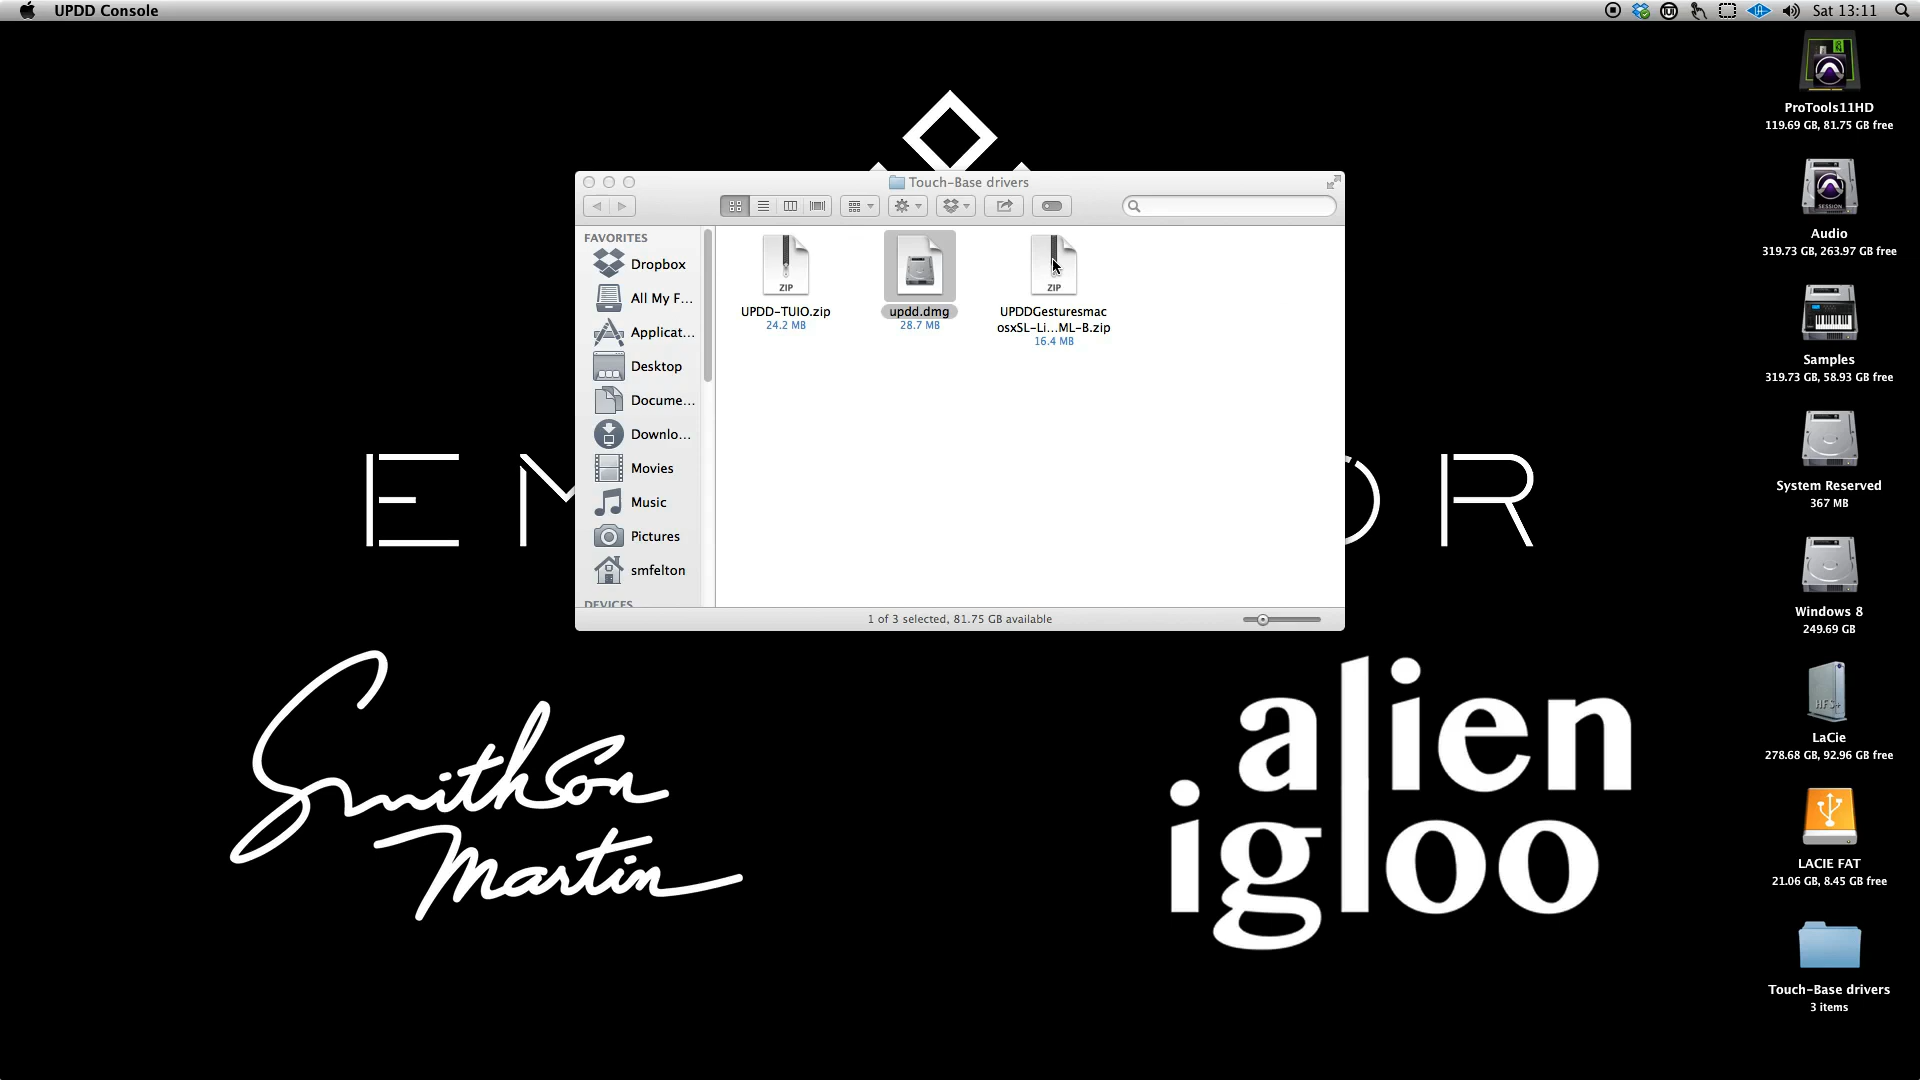 UPDD Console
Sat 13:11
Touch-Base drivers
FAVORITES
Dropbox
All My F...
Applicat...
Desktop
Docume...
Downlo...
Movies
Music
Pictures
smfelton
DEVICES
ZIP
UPDD-TUIO.zip
24.2 MB
updd.dmg
28.7 MB
ZIP
UPDDGesturesmac
osxSL-Li...ML-B.zip
16.4 MB
1 of 3 selected, 81.75 GB available
ProTools11HD
119.69 GB, 81.75 GB free
SESSION
Audio
319.73 GB, 263.97 GB free
Samples
319.73 GB, 58.93 GB free
System Reserved
367 MB
Windows 8
249.69 GB
HFS+
LaCie
278.68 GB, 92.96 GB free
LACIE FAT
21.06 GB, 8.45 GB free
Touch-Base drivers
3 items
Smithson
Martin
alien
igloo